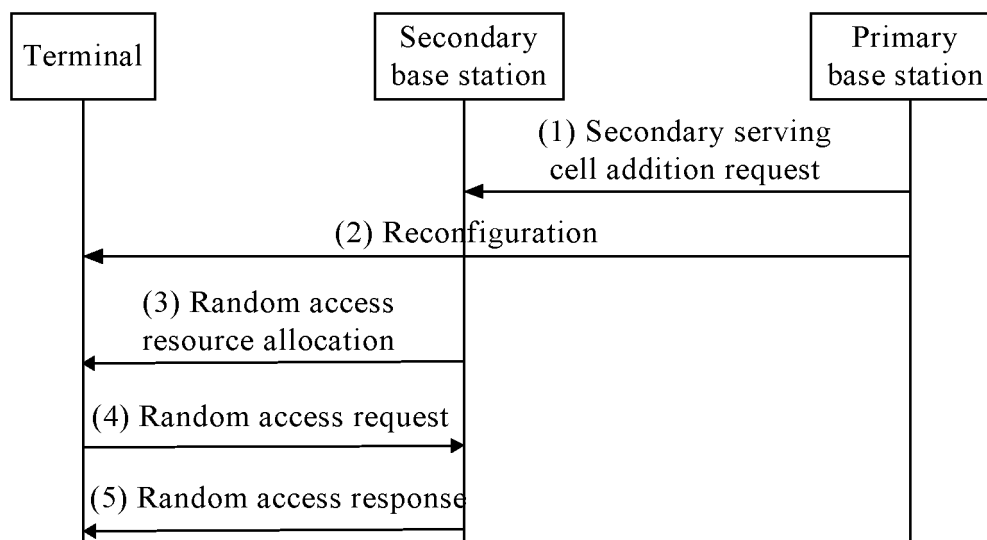 Terminal
Secondary
base station
Primary
base station
(1) Secondary serving
cell addition request
(2) Reconfiguration
(3) Random access
resource allocation
(4) Random access request
(5) Random access response